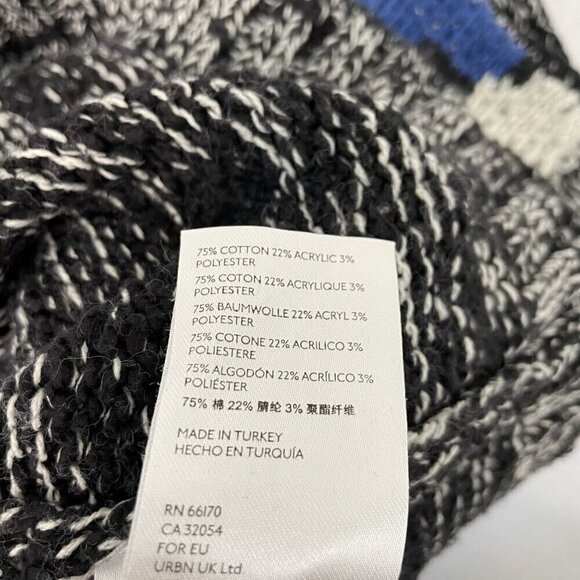 75% COTTON 22% ACRYLIC 3%
POLYESTER
75% COTON 22% ACRYLIQUE 3%
POLYESTER
75% BAUMWOLLE 22% ACRYL 3%
POLYESTER
75% COTONE 22% ACRILICO 3%
POLIESTERE
75% ALGODÓN 22% ACRÍLICO 3%
POLIÉSTER
75% 棉 22% 腈纶 3% 聚酯纤维
MADE IN TURKEY
HECHO EN TURQUÍA
RN 66170
CA 32054
FOR EU
URBN UK Ltd.